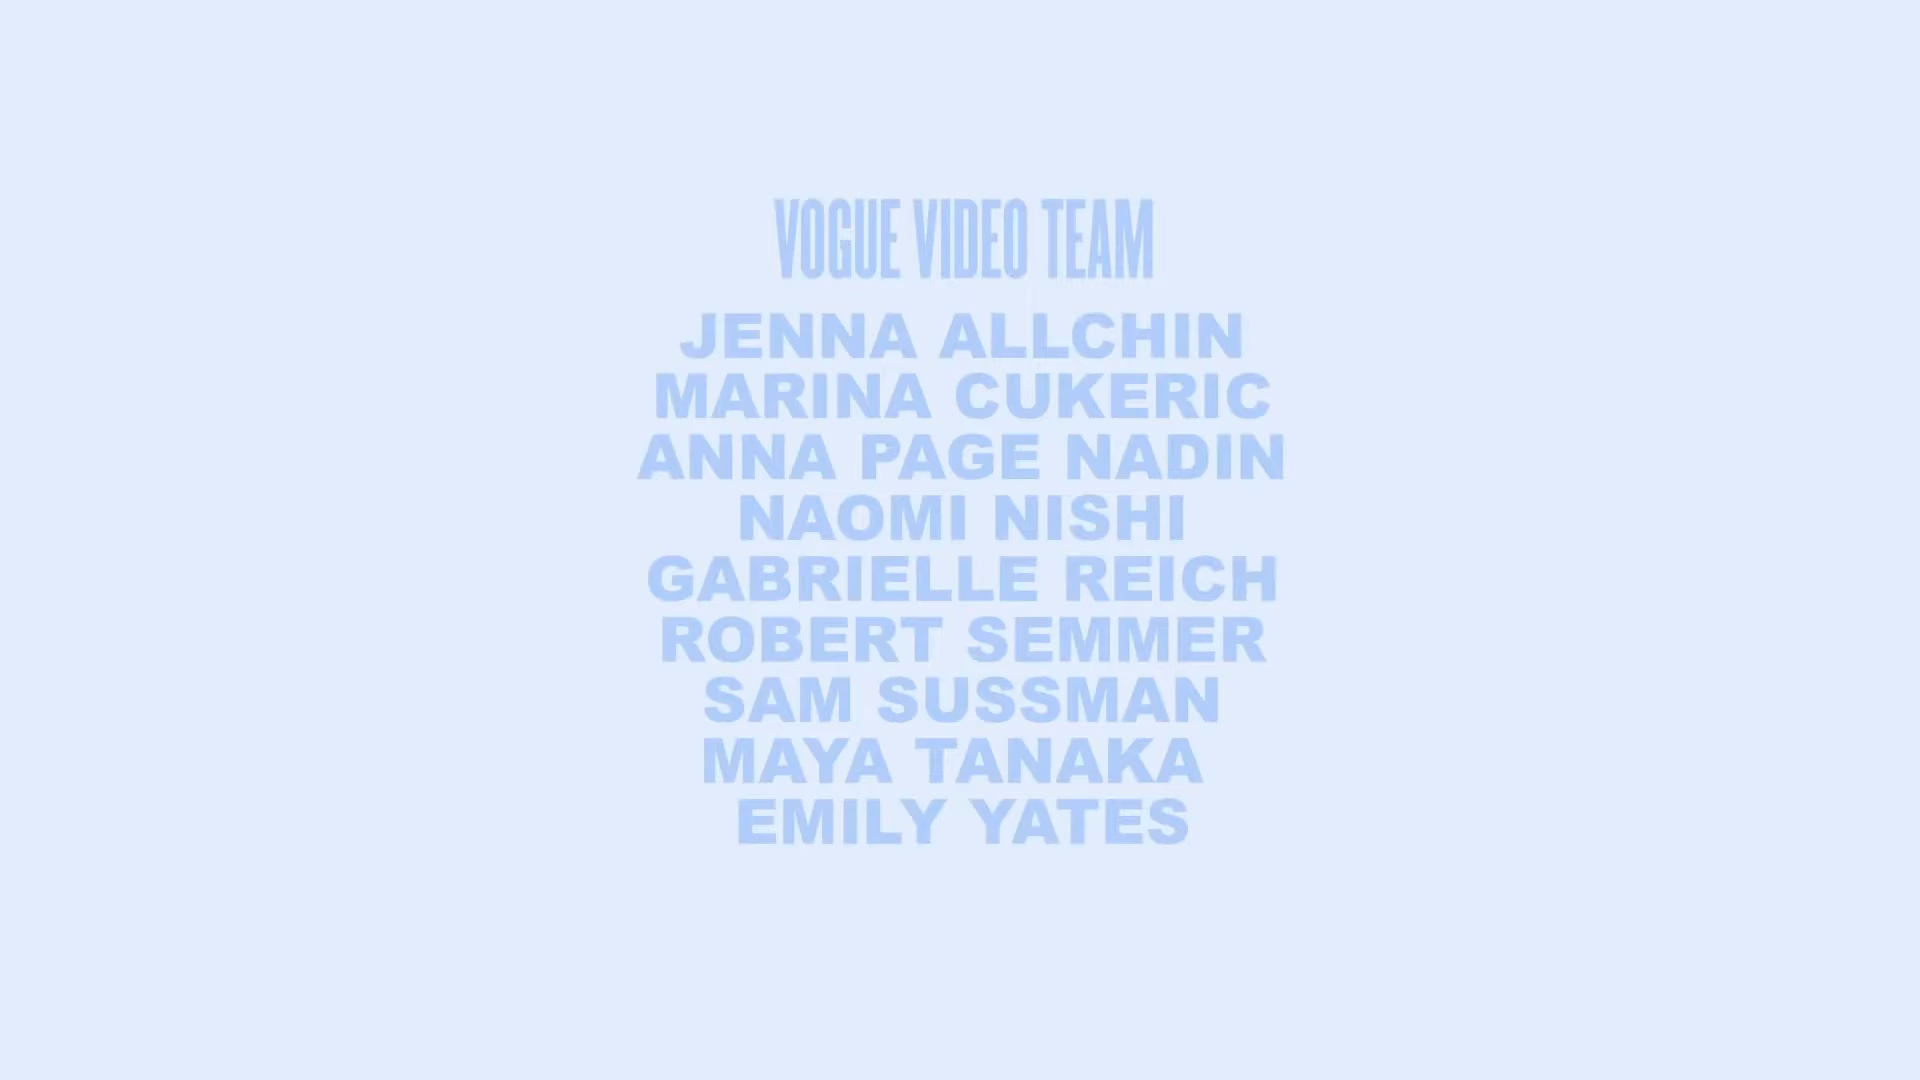 VOGUE VIDEO TEAM
JENNA ALLCHIN
MARINA CUKERIC
ANNA PAGE NADIN
NAOMI NISHI
GABRIELLE REICH
ROBERT SEMMER
SAM SUSSMAN
MAYA TANAKA
EMILY YATES